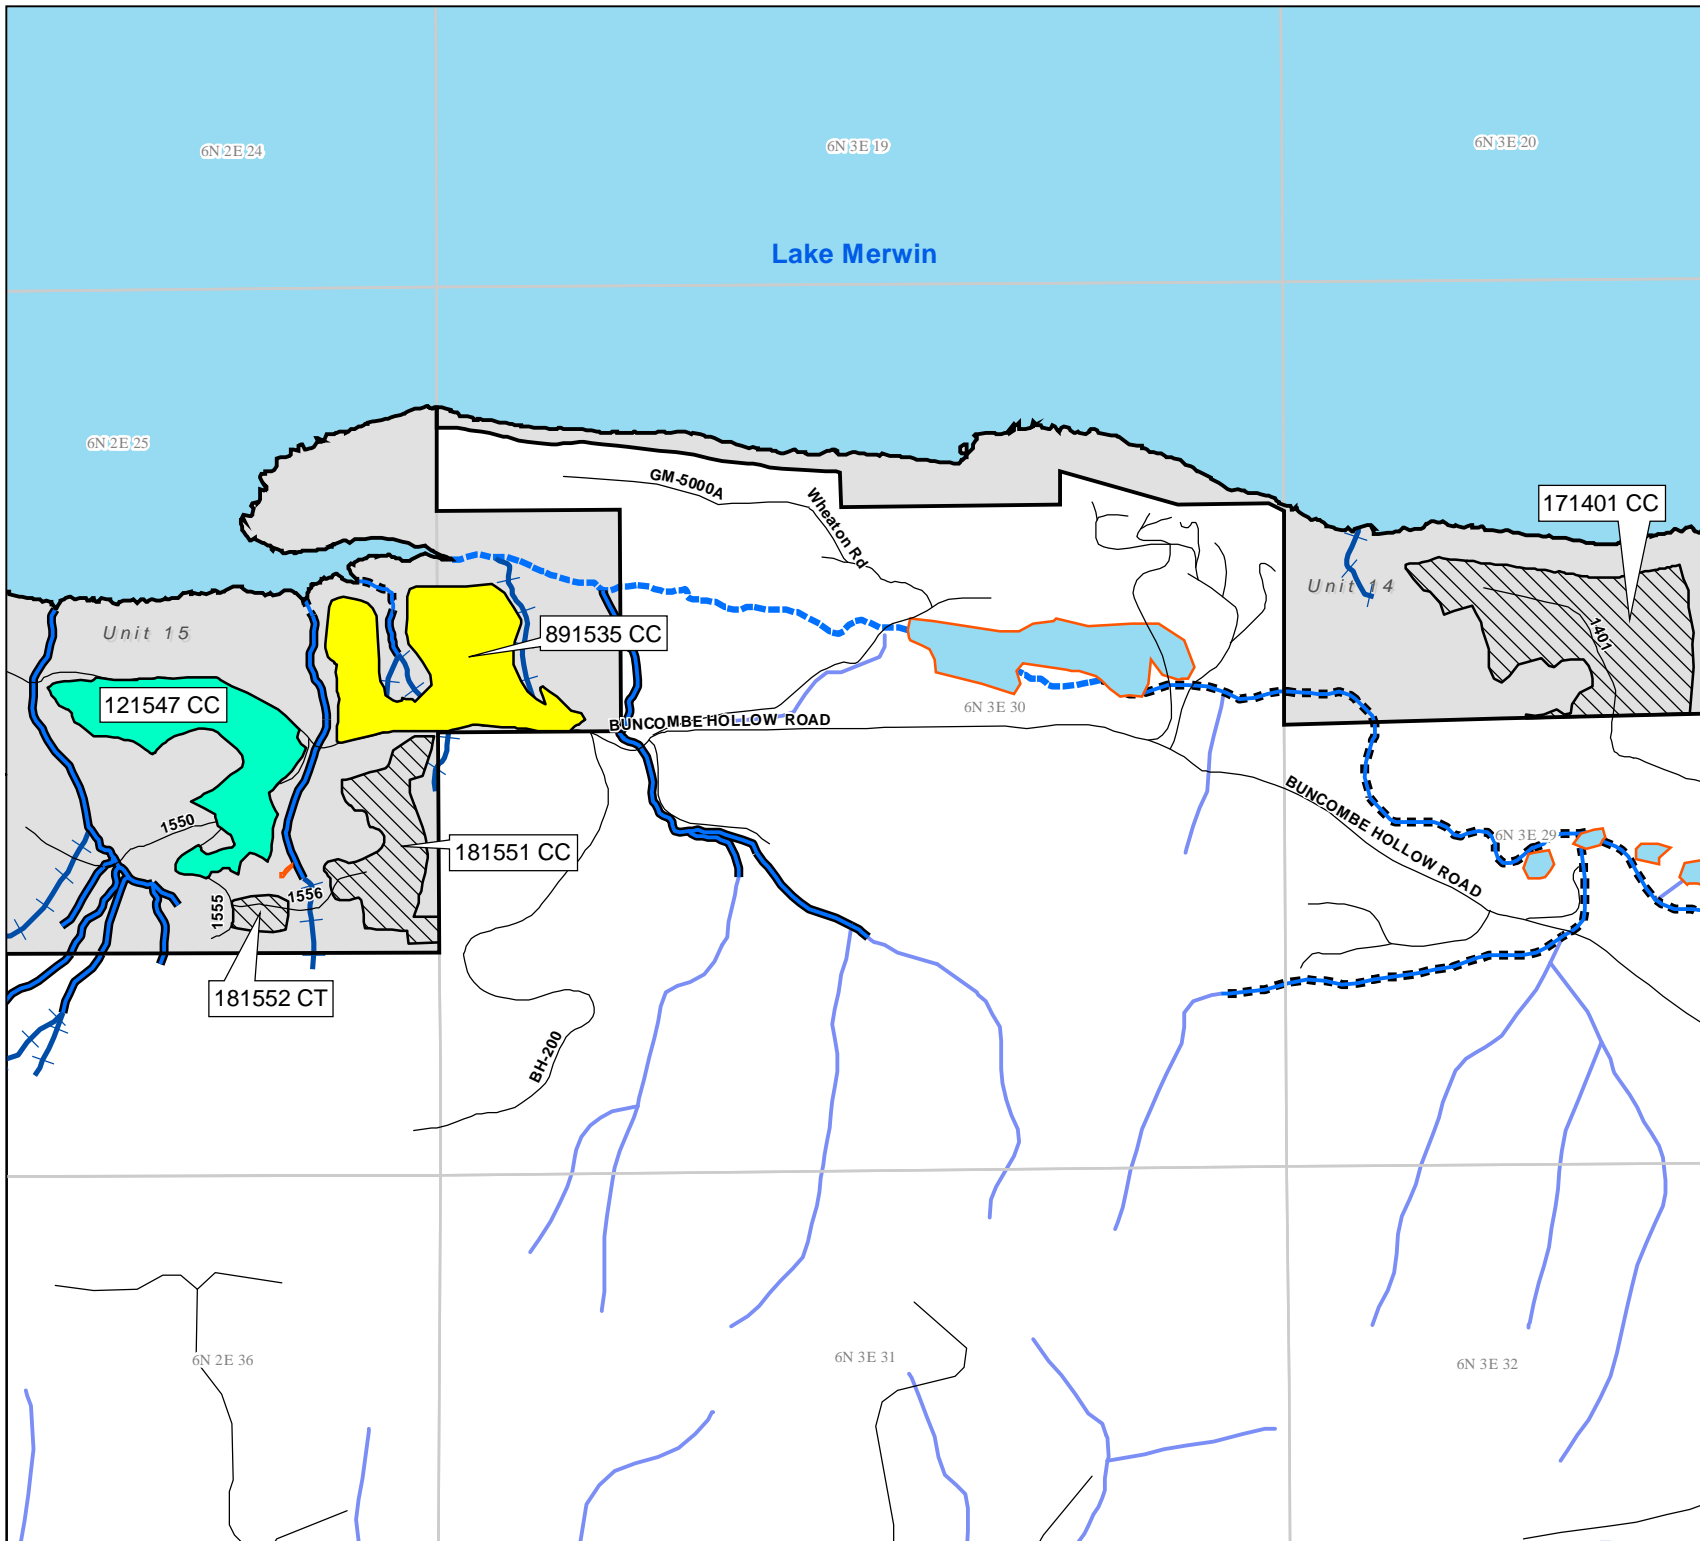 6N 2E 24
6N 3E 19
6N 3E 20
Lake Merwin
6N 2E 25
GM-5000A
Wheaton Rd
171401 CC
Unit 14
Unit 15
891535 CC
1401
121547 CC
6N 3E 30
BUNCOMBE HOLLOW ROAD
BUNCOMBE HOLLOW ROAD
1550
6N 3E 29
181551 CC
1555
1556
181552 CT
BH-200
6N 2E 36
6N 3E 31
6N 3E 32